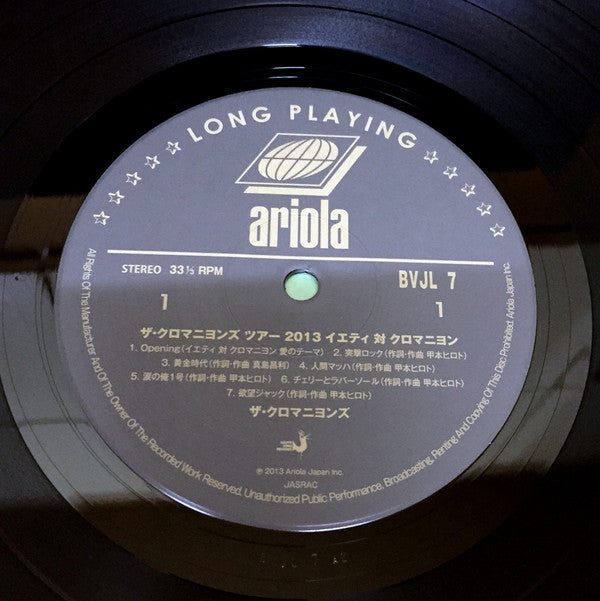 ☆☆☆☆☆ LONG PLAYING ☆☆☆☆☆
ariola
STEREO 33 1/3 RPM
BVJL 7
1
1
ザ・クロマニヨンズ ツアー 2013 イエティ 対 クロマニヨン
1. Opening(イエティ 対 クロマニヨン 愛のテーマ) 2. 突撃ロック(作詞・作曲 甲本ヒロト)
3. 黄金時代(作詞・作曲 真島昌利) 4. 人間マッハ(作詞・作曲 甲本ヒロト)
5. 涙の俺1号(作詞・作曲 甲本ヒロト) 6. チェリーとラバーソール(作詞・作曲 甲本ヒロト)
7. 欲望ジャック(作詞・作曲 甲本ヒロト)
ザ・クロマニヨンズ
℗ 2013 Ariola Japan Inc.
JASRAC
All Rights Of The Manufacturer And Of The Owner Of The Recorded Work Reserved. Unauthorized Public Performance, Broadcasting, Renting And Copying Of This Disc Prohibited. Ariola Japan Inc.